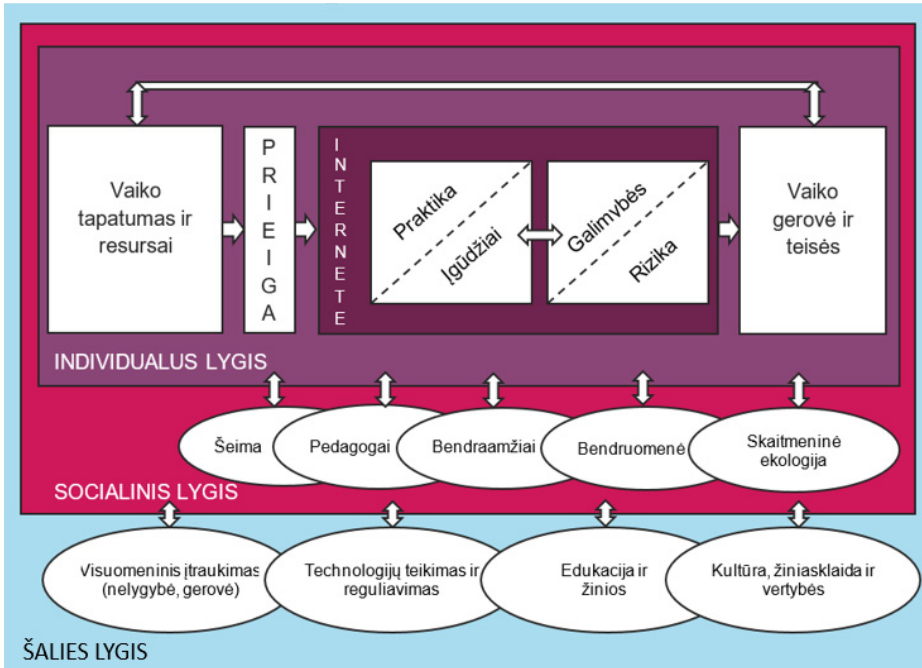 Vaiko
tapatumas ir
resursai
PRIEIGA
INTERNETE
Praktika
Įgūdžiai
Galimybės
Rizika
Vaiko
gerovė ir
teisės
INDIVIDUALUS LYGIS
Šeima
Pedagogai
Bendraamžiai
Bendruomenė
Skaitmeninė
ekologija
SOCIALINIS LYGIS
Visuomeninis įtraukimas
(nelygybė, gerovė)
Technologijų teikimas ir
reguliavimas
Edukacija ir
žinios
Kultūra, žiniasklaida ir
vertybės
ŠALIES LYGIS